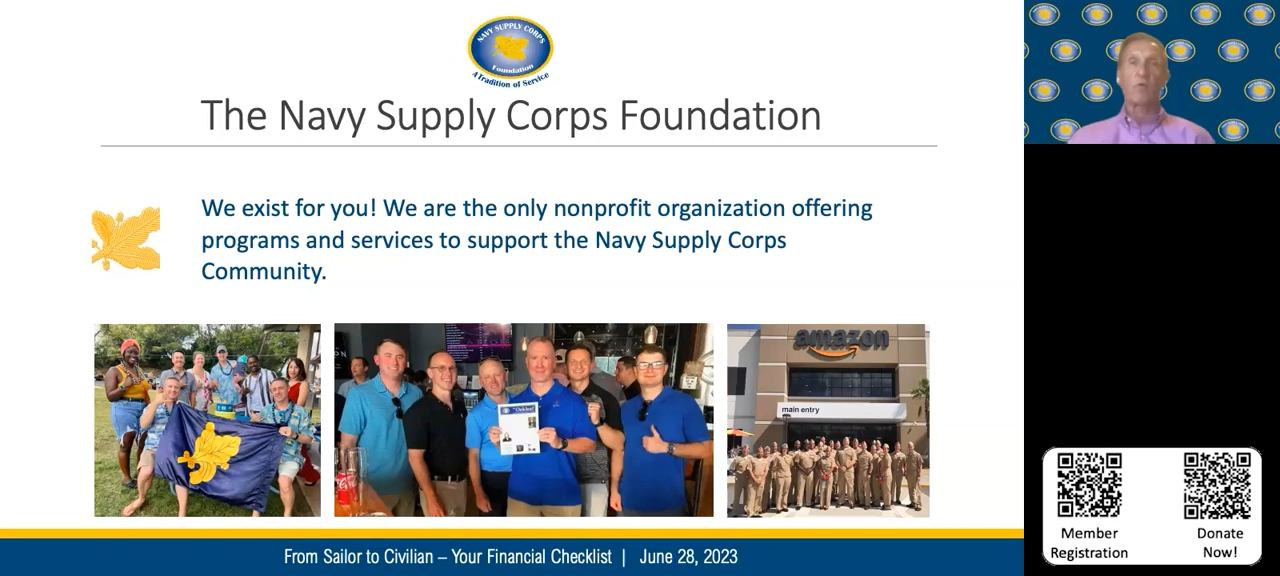 NAVY SUPPLY CORPS
Foundation
A Tradition of Service
The Navy Supply Corps Foundation
We exist for you! We are the only nonprofit organization offering
programs and services to support the Navy Supply Corps
Community.
amazon
main entry
From Sailor to Civilian – Your Financial Checklist | June 28, 2023
Member
Registration
Donate
Now!